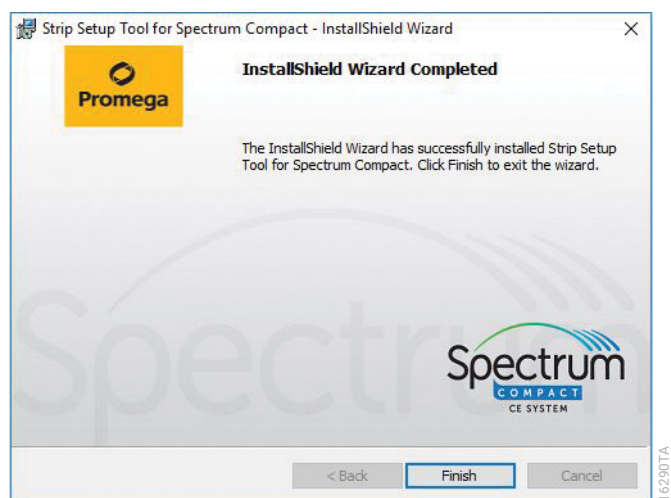 Strip Setup Tool for Spectrum Compact - InstallShield Wizard
Promega
InstallShield Wizard Completed
The InstallShield Wizard has successfully installed Strip Setup
Tool for Spectrum Compact. Click Finish to exit the wizard.
Spectrum
Spectrum
COMPACT
CE SYSTEM
< Back
Finish
Cancel
16290TA